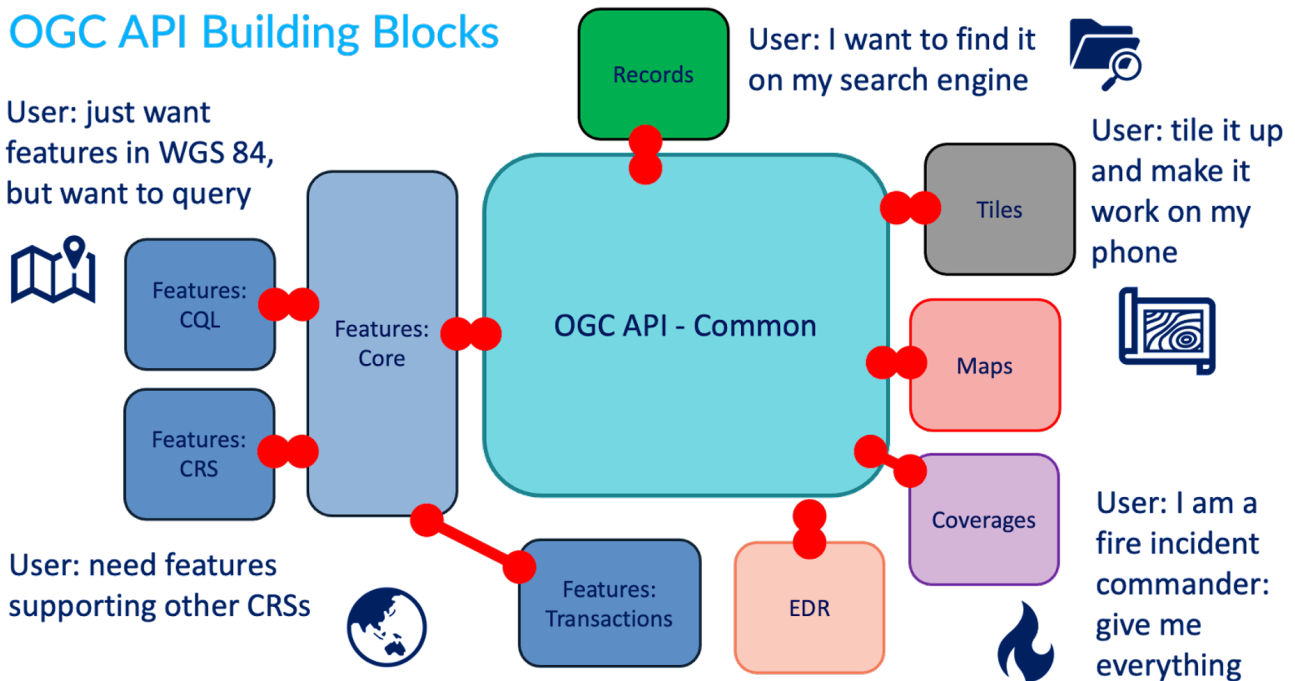 OGC API Building Blocks
User: just want
features in WGS 84,
but want to query
Records
User: I want to find it
on my search engine
User: tile it up
and make it
work on my
phone
Tiles
Features:
CQL
Features:
Core
OGC API - Common
Maps
Features:
CRS
Coverages
User: I am a
fire incident
commander:
give me
everything
User: need features
supporting other CRSs
Features:
Transactions
EDR